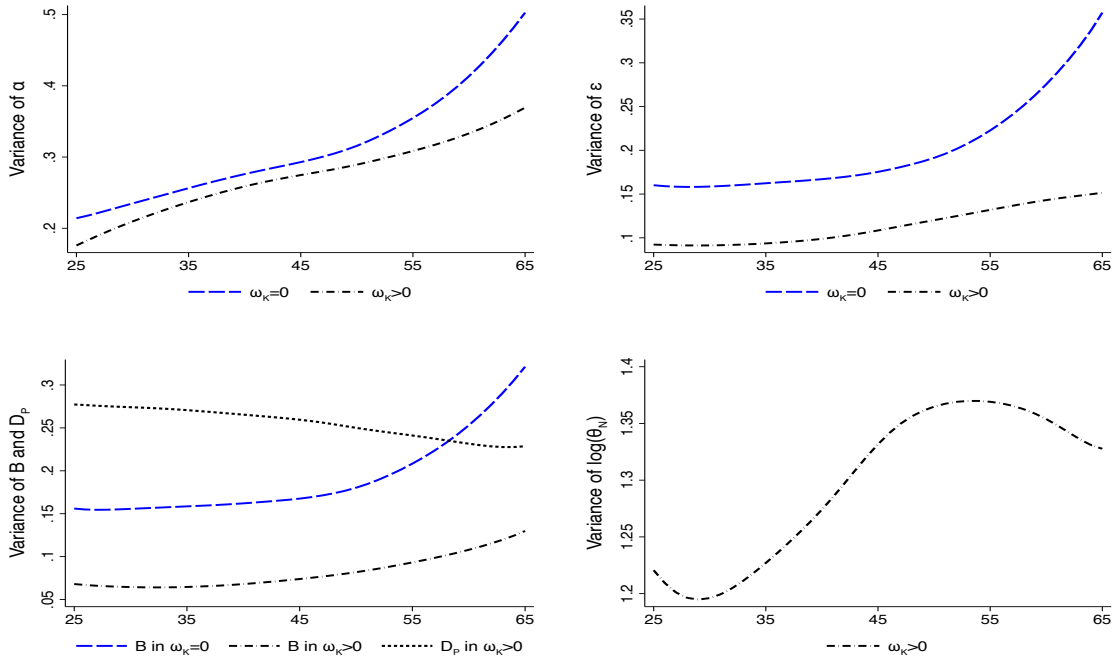 Variance of α
.5
.4
.3
.2
25 35 45 55 65
ω_K=0 ω_K>0
Variance of ε
.35
.3
.25
.2
.15
.1
25 35 45 55 65
ω_K=0 ω_K>0
Variance of B and D_P
.3
.25
.2
.15
.1
.05
25 35 45 55 65
B in ω_K=0 B in ω_K>0 D_P in ω_K>0
Variance of log(θ_N)
1.4
1.35
1.3
1.25
1.2
25 35 45 55 65
ω_K>0